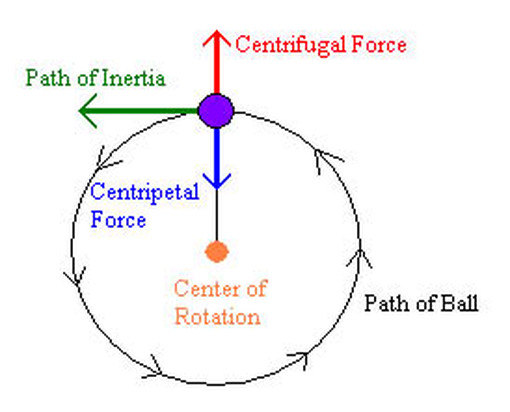 Centrifugal Force
Path of Inertia
Centripetal
Force
Center of
Rotation
Path of Ball